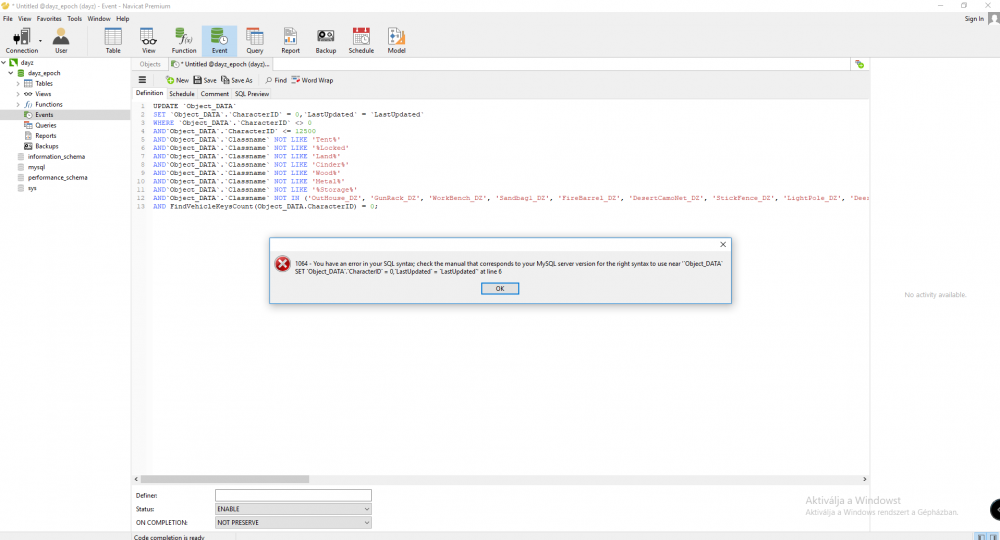 * Untitled @dayz_epoch (dayz) - Event - Navicat Premium
File View Favorites Tools Window Help
Sign In
Connection User Table View Function Event Query Report Backup Schedule Model
dayz
dayz_epoch
Tables
Views
Functions
Events
Queries
Reports
Backups
information_schema
mysql
performance_schema
sys
Objects * Untitled @dayz_epoch (dayz)...
New Save Save As Find Word Wrap
Definition Schedule Comment SQL Preview
1 UPDATE `Object_DATA`
2 SET `Object_DATA`.`CharacterID` = 0,`LastUpdated` = `LastUpdated`
3 WHERE `Object_DATA`.`CharacterID` <> 0
4 AND`Object_DATA`.`CharacterID` <= 12500
5 AND`Object_DATA`.`Classname` NOT LIKE 'Tent%'
6 AND`Object_DATA`.`Classname` NOT LIKE '%Locked'
7 AND`Object_DATA`.`Classname` NOT LIKE 'Land%'
8 AND`Object_DATA`.`Classname` NOT LIKE 'Cinder%'
9 AND`Object_DATA`.`Classname` NOT LIKE 'Wood%'
10 AND`Object_DATA`.`Classname` NOT LIKE 'Metal%'
11 AND`Object_DATA`.`Classname` NOT LIKE '%Storage%'
12 AND`Object_DATA`.`Classname` NOT IN ('OutHouse_DZ', 'GunRack_DZ', 'WorkBench_DZ', 'Sandbag1_DZ', 'FireBarrel_DZ', 'DesertCamoNet_DZ', 'StickFence_DZ', 'LightPole_DZ',
13 AND FindVehicleKeysCount(Object_DATA.CharacterID) = 0;
1064 - You have an error in your SQL syntax; check the manual that corresponds to your MySQL server version for the right syntax to use near '`Object_DATA`
SET `Object_DATA`.`CharacterID` = 0,`LastUpdated` = `LastUpdated`' at line 6
OK
No activity available.
Definer:
Status: ENABLE
ON COMPLETION: NOT PRESERVE
Aktiválja a Windowst
Aktiválja a Windows rendszert a Gépházban.
Code completion is ready